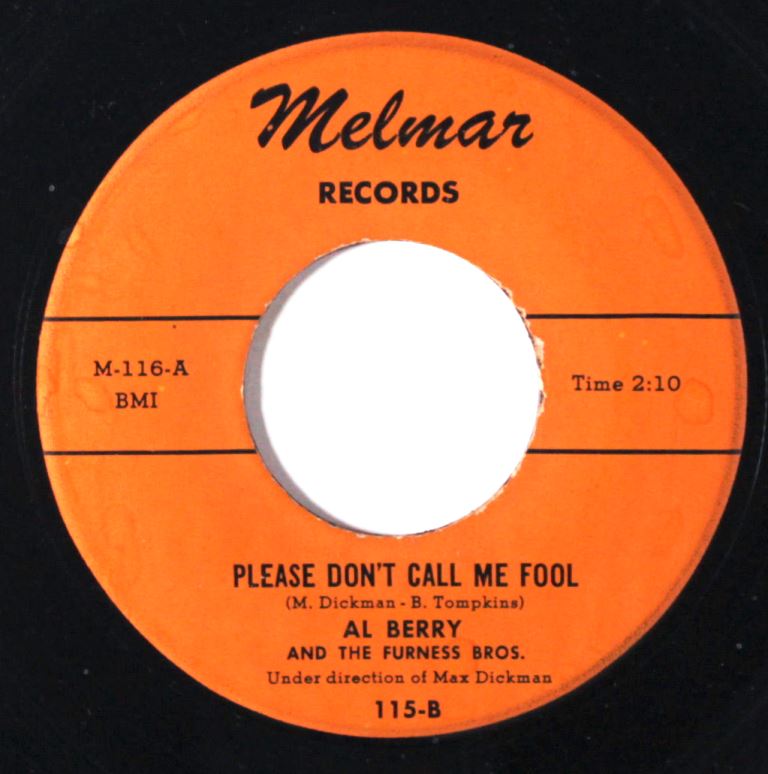 Melmar
RECORDS
M-116-A
BMI
Time 2:10
PLEASE DON'T CALL ME FOOL
(M. Dickman - B. Tompkins)
AL BERRY
AND THE FURNESS BROS.
Under direction of Max Dickman
115-B